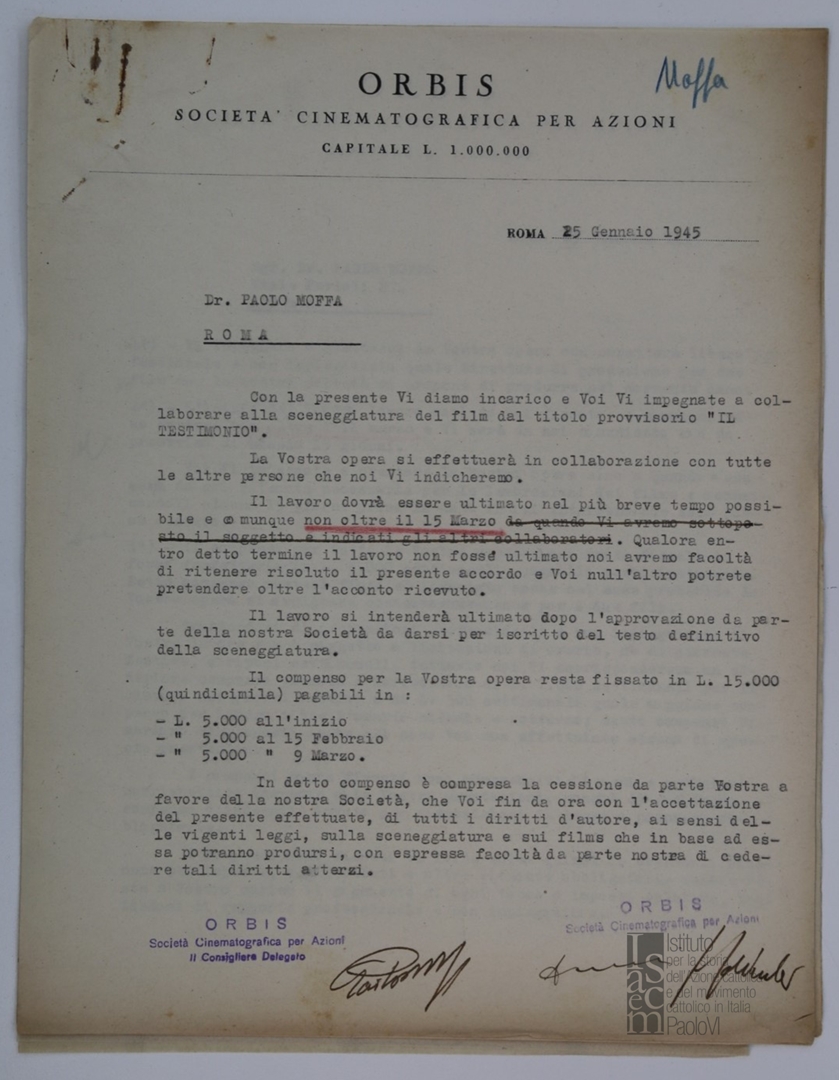 Moffa
ORBIS
SOCIETA' CINEMATOGRAFICA PER AZIONI
CAPITALE L. 1.000.000
ROMA 25 Gennaio 1945
Dr. PAOLO MOFFA
R O M A
Con la presente Vi diamo incarico e Voi Vi impegnate a col-
laborare alla sceneggiatura del film dal titolo provvisorio "IL
TESTIMONIO".
La Vostra opera si effettuerà in collaborazione con tutte
le altre persone che noi Vi indicheremo.
Il lavoro dovrà essere ultimato nel più breve tempo possi-
bile e comunque non oltre il 15 Marzo da quando Vi avremo sottopo-
sto il soggetto e indicati gli altri collaboratori. Qualora en-
tro detto termine il lavoro non fosse ultimato noi avremo facoltà
di ritenere risoluto il presente accordo e Voi null'altro potrete
pretendere oltre l'acconto ricevuto.
Il lavoro si intenderà ultimato dopo l'approvazione da par-
te della nostra Società da darsi per iscritto del testo definitivo
della sceneggiatura.
Il compenso per la Vostra opera resta fissato in L. 15.000
(quindicimila) pagabili in :
- L. 5.000 all'inizio
- " 5.000 al 15 Febbraio
- " 5.000 " 9 Marzo.
In detto compenso è compresa la cessione da parte Vostra a
favore della nostra Società, che Voi fin da ora con l'accettazione
del presente effettuate, di tutti i diritti d'autore, ai sensi del-
le vigenti leggi, sulla sceneggiatura e sui films che in base ad es-
sa potranno prodursi, con espressa facoltà da parte nostra di cede-
re tali diritti a terzi.
ORBIS
Società Cinematografica per Azioni
Il Consigliere Delegato
ORBIS
Società Cinematografica per Azioni
Isacem
Istituto
per la storia
dell'Azione cattolica
e del movimento
cattolico in Italia
PaoloVI